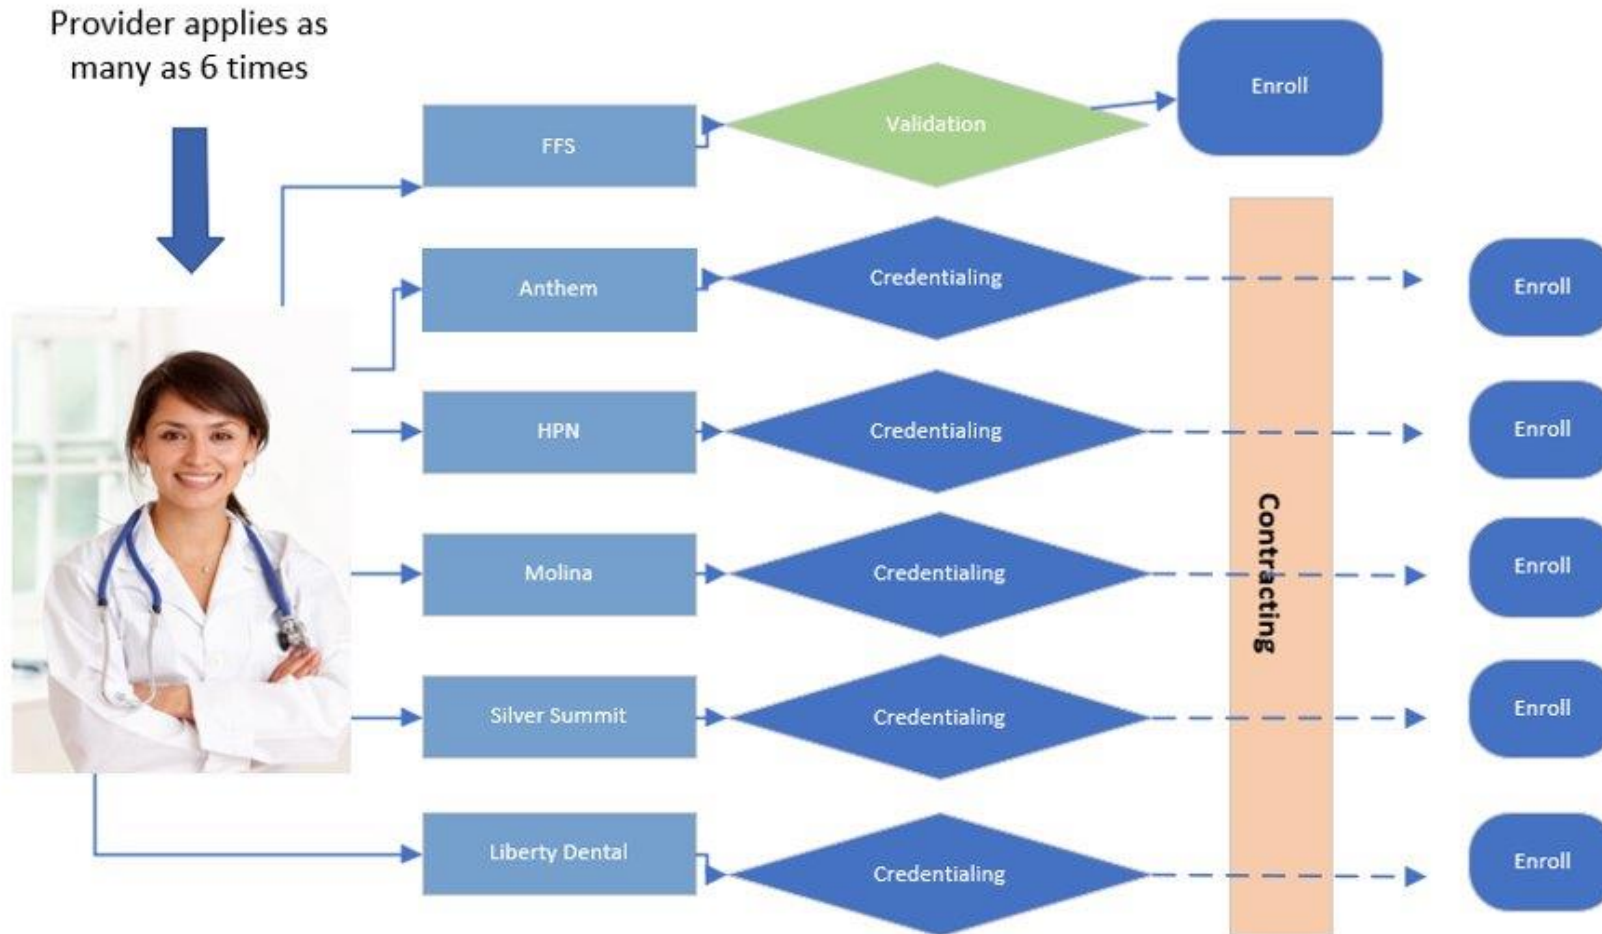 Provider applies as
many as 6 times
FFS
Validation
Enroll
Anthem
Credentialing
Enroll
HPN
Credentialing
Enroll
Molina
Credentialing
Enroll
Contracting
Silver Summit
Credentialing
Enroll
Liberty Dental
Credentialing
Enroll